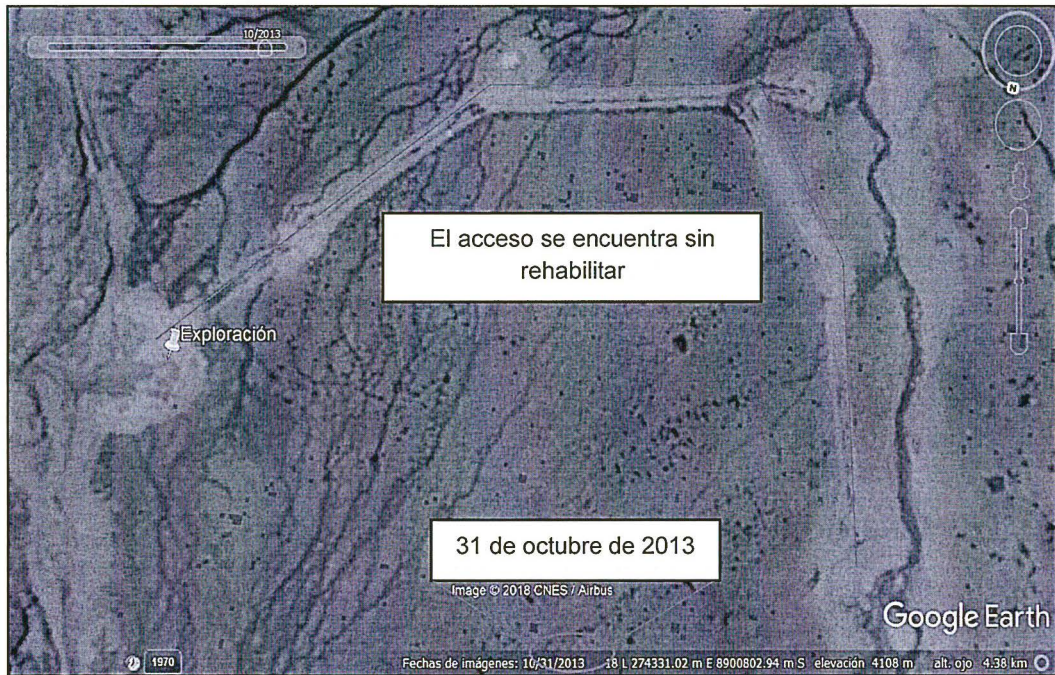 10/2013
N
El acceso se encuentra sin
rehabilitar
Exploración
31 de octubre de 2013
Image © 2018 CNES / Airbus
Google Earth
1970
Fechas de imágenes: 10/31/2013 18 L 274331.02 m E 8900802.94 m S elevación 4108 m alt. ojo 4.38 km